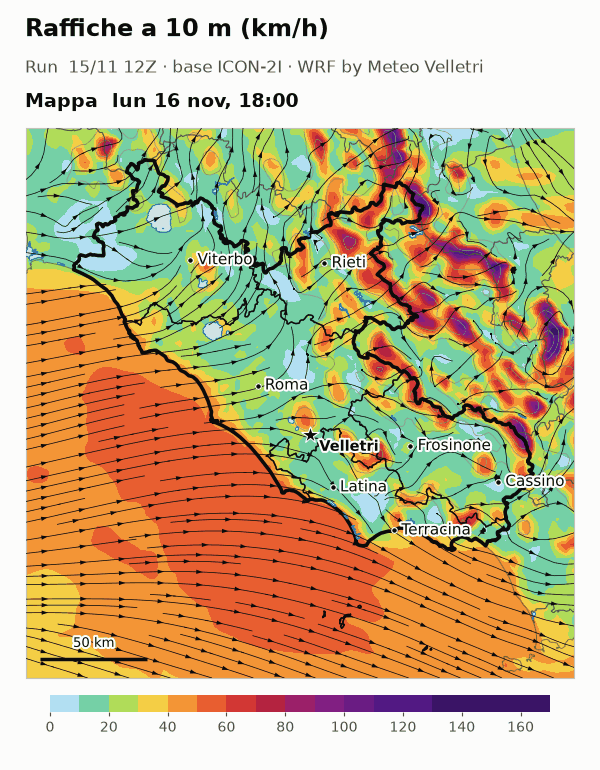 Raffiche a 10 m (km/h)
Run 15/11 12Z · base ICON-2I · WRF by Meteo Velletri
Mappa lun 16 nov, 18:00
Viterbo
Rieti
Roma
Velletri
Frosinone
Cassino
Latina
Terracina
50 km
0 20 40 60 80 100 120 140 160